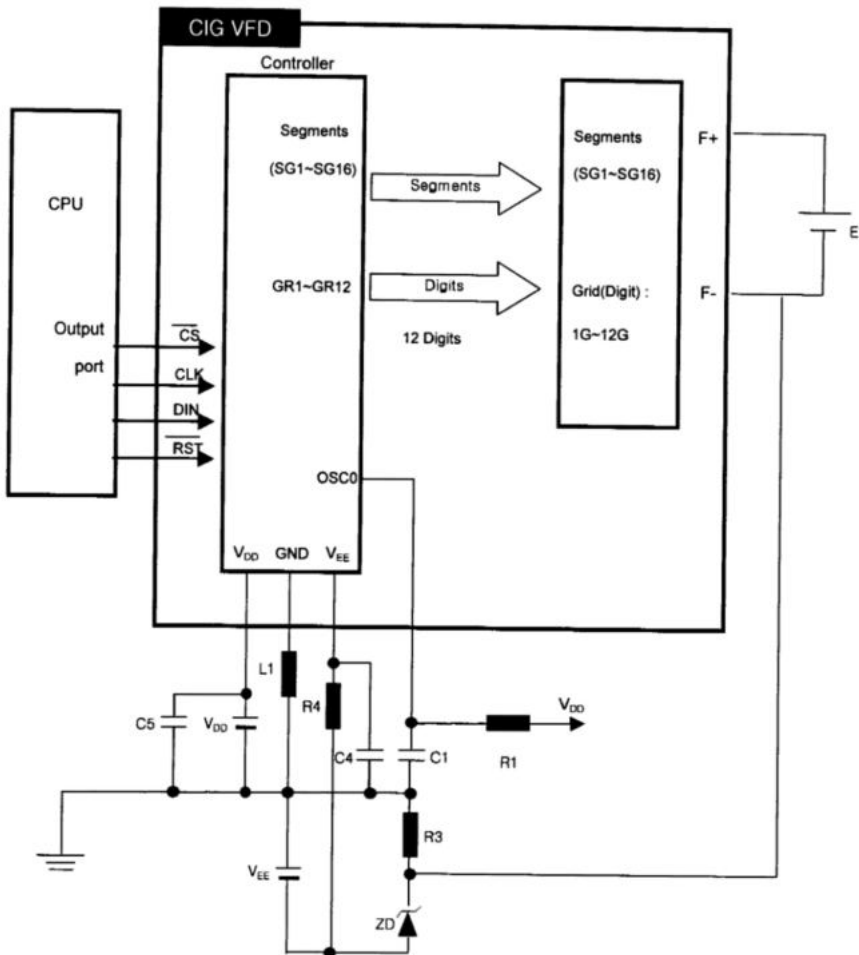 CIG VFD
Controller
CPU
Output
port
C̅S̅
CLK
DIN
R̅S̅T̅
Segments
(SG1~SG16)
GR1~GR12
Segments
Digits
12 Digits
Segments
(SG1~SG16)
Grid(Digit) :
1G~12G
F+
F-
E
OSC0
VDD GND VEE
L1
R4
C5
VDD
C4
C1
R1
VDD
R3
VEE
ZD